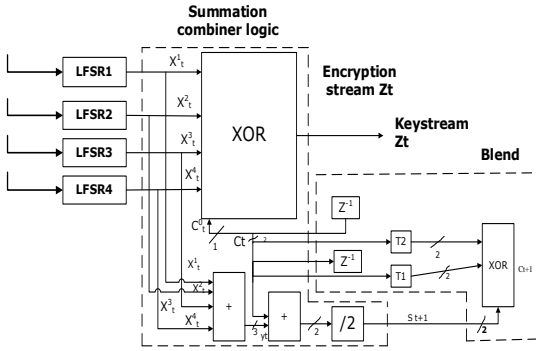 Summation
combiner logic
LFSR1
X¹t
Encryption
stream Zt
LFSR2
X²t
XOR
Keystream
Zt
LFSR3
X³t
Blend
LFSR4
X⁴t
C⁰t
1
Z⁻¹
Ct
2
T2
2
XOR
Ct+1
Z⁻¹
T1
2
X¹t
X²t
X³t
X⁴t
+
3
yt
+
2
/2
St+1
2